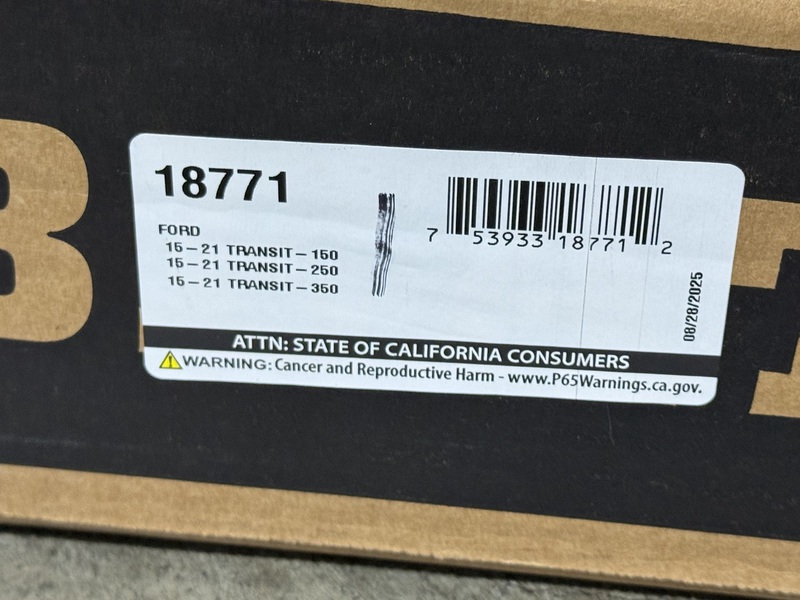 18771
FORD
15-21 TRANSIT-150
15-21 TRANSIT-250
15-21 TRANSIT-350
7 53933 18771 2
08/28/2025
ATTN: STATE OF CALIFORNIA CONSUMERS
WARNING: Cancer and Reproductive Harm - www.P65Warnings.ca.gov.